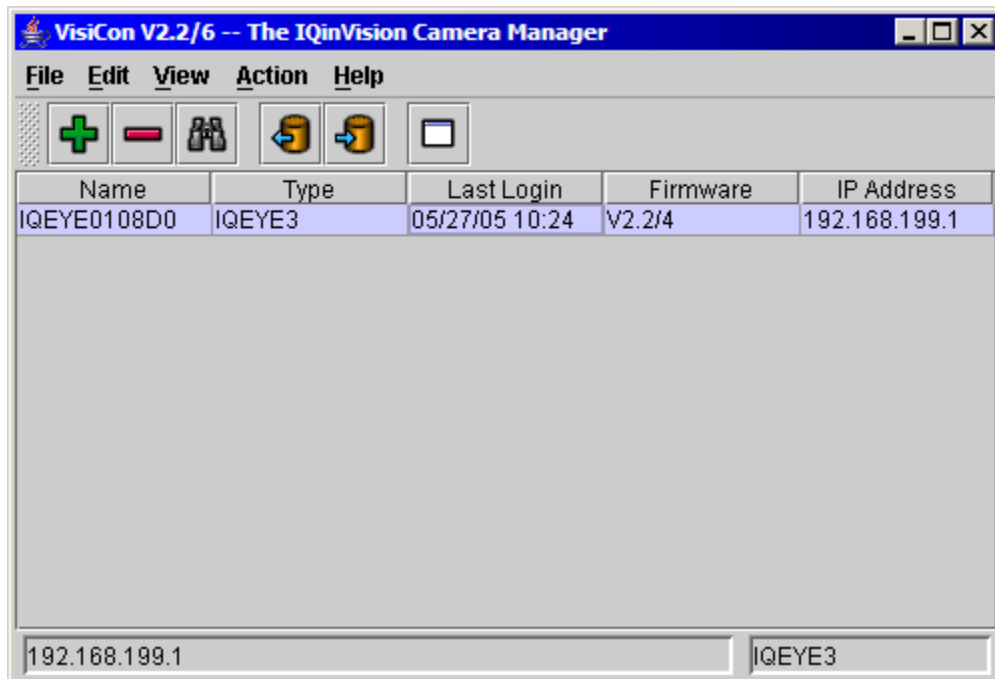 VisiCon V2.2/6 -- The IQinVision Camera Manager
File Edit View Action Help
Name Type Last Login Firmware IP Address
IQEYE0108D0 IQEYE3 05/27/05 10:24 V2.2/4 192.168.199.1
192.168.199.1 IQEYE3